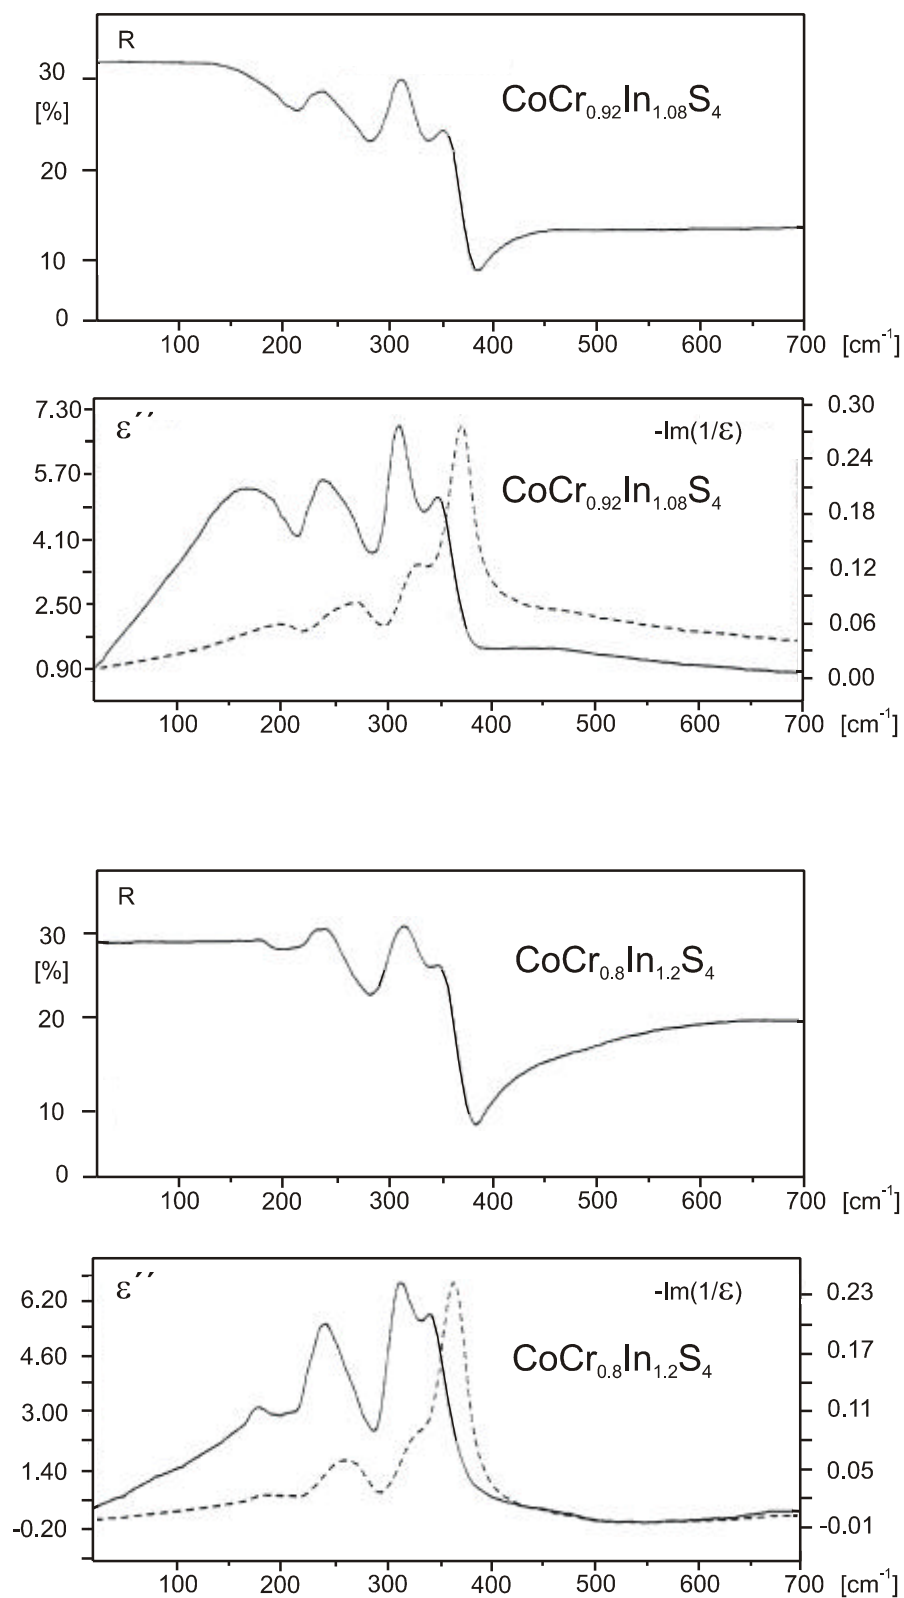 R
30
[%]
CoCr0.92In1.08S4
20
10
0
100 200 300 400 500 600 700 [cm-1]
7.30 ε´´ -Im(1/ε) 0.30
5.70 CoCr0.92In1.08S4 0.24
4.10 0.18
2.50 0.12
0.90 0.06
0.00
100 200 300 400 500 600 700 [cm-1]
R
30
[%]
CoCr0.8In1.2S4
20
10
0
100 200 300 400 500 600 700 [cm-1]
ε´´ -Im(1/ε)
6.20 0.23
4.60 CoCr0.8In1.2S4 0.17
3.00 0.11
1.40 0.05
-0.20 -0.01
100 200 300 400 500 600 700 [cm-1]